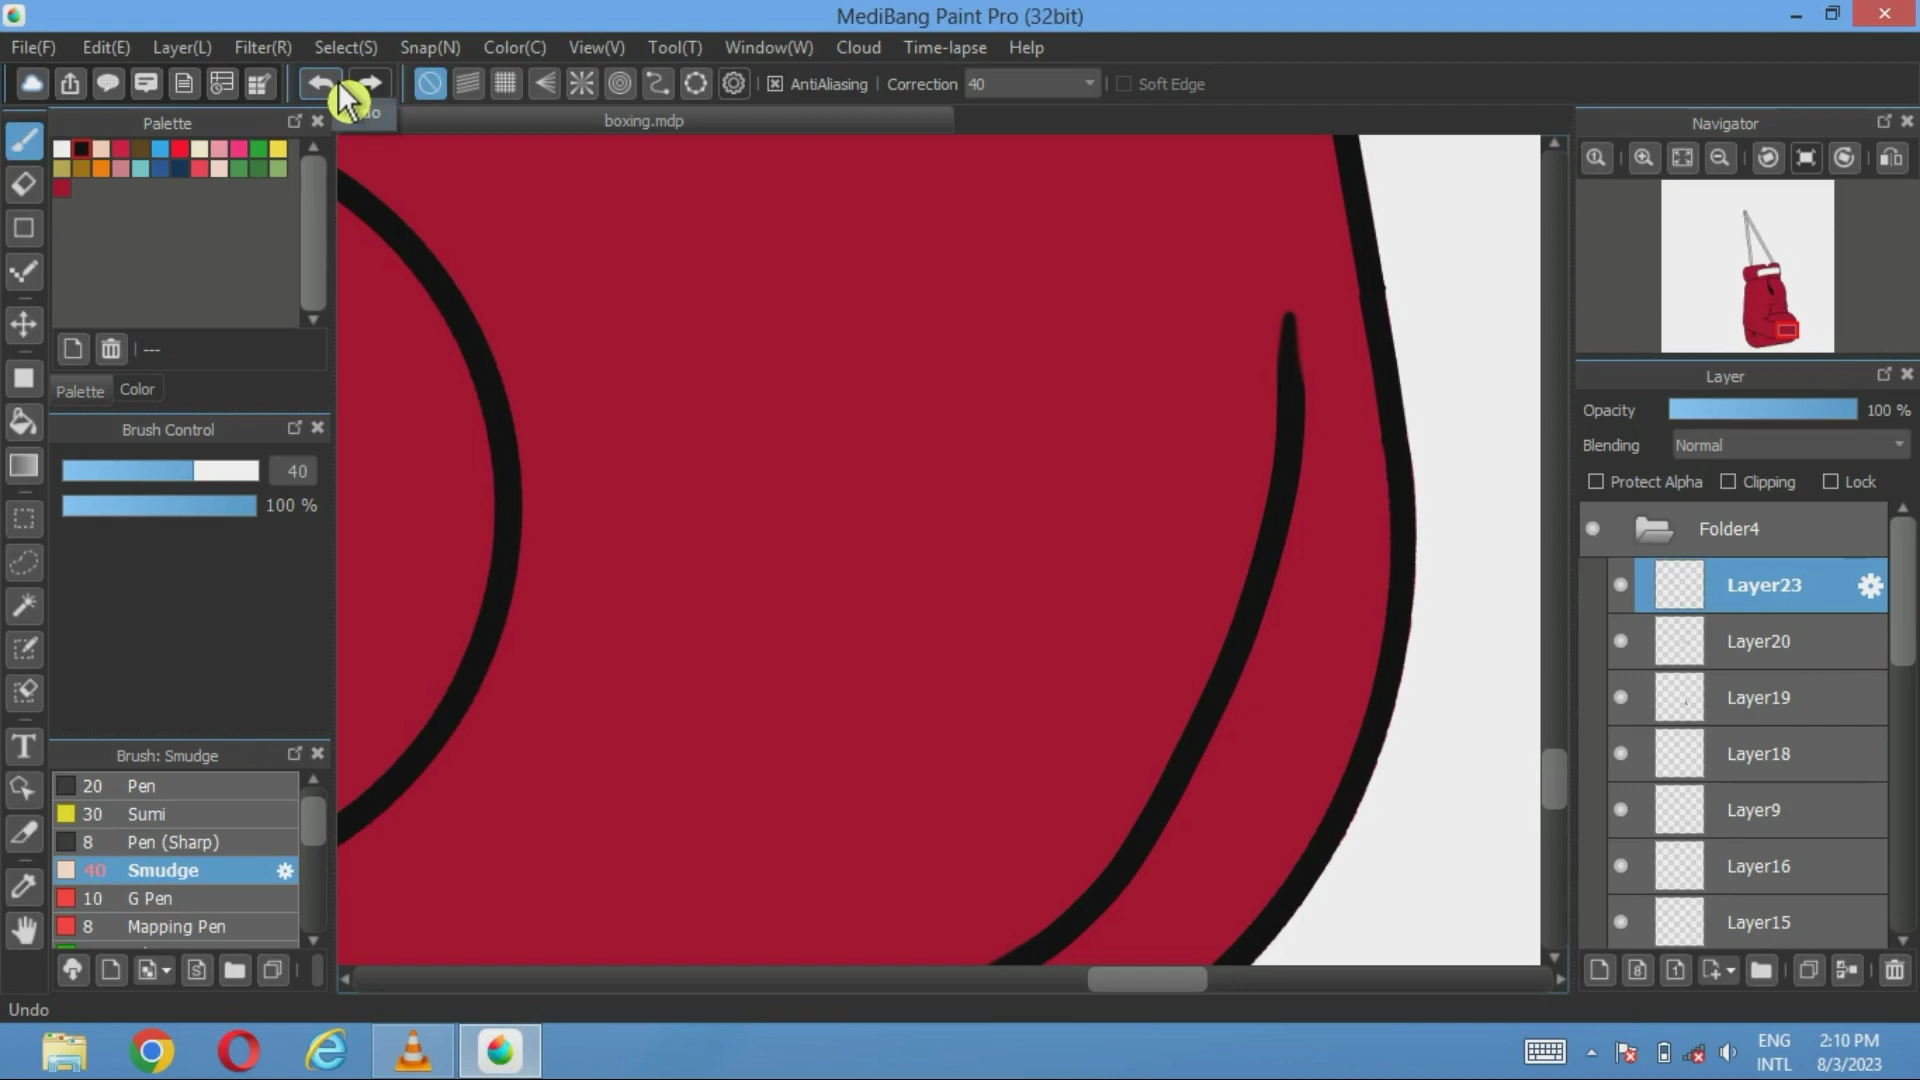 MediBang Paint Pro (32bit)
File(F) Edit(E) Layer(L) Filter(R) Select(S) Snap(N) Color(C) View(V) Tool(T) Window(W) Cloud Time-lapse Help
AntiAliasing Correction 40 Soft Edge
Palette
boxing.mdp
Navigator
---
Palette Color
Brush Control
40
100 %
Layer
Opacity 100 %
Blending Normal
Protect Alpha Clipping Lock
Folder4
Layer23
Layer20
Layer19
Layer18
Layer9
Layer16
Layer15
Brush: Smudge
20 Pen
30 Sumi
8 Pen (Sharp)
40 Smudge
10 G Pen
8 Mapping Pen
Undo
ENG
INTL
2:10 PM
8/3/2023